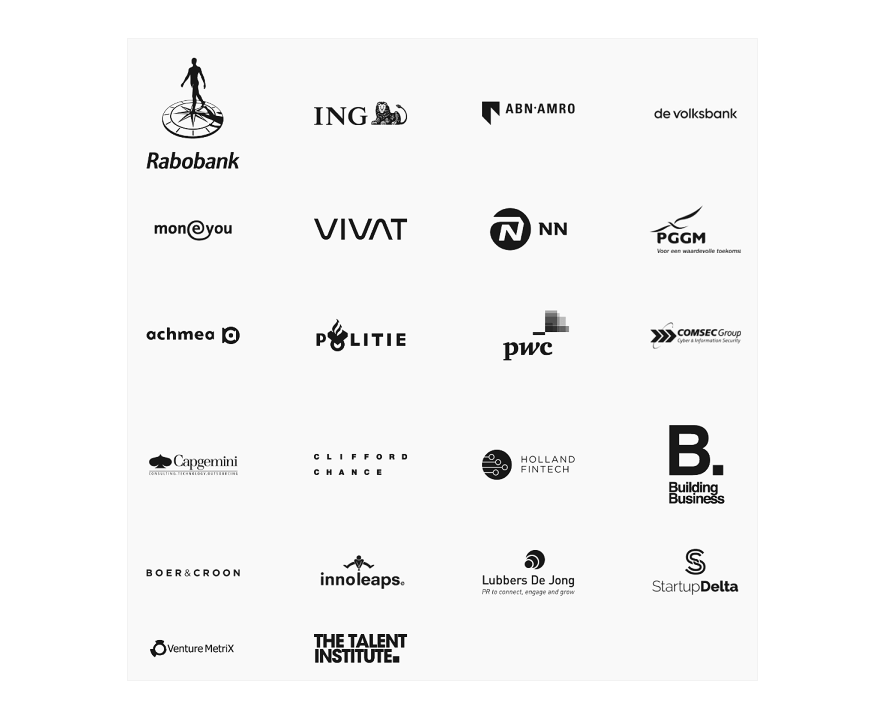 Rabobank
ING
ABN·AMRO
de volksbank
moneyou
VIVAT
NN
PGGM
Voor een waardevolle toekomst
achmea
POLITIE
pwc
COMSEC Group
Cyber & Information Security
Capgemini
CONSULTING.TECHNOLOGY.OUTSOURCING
CLIFFORD
CHANCE
HOLLAND
FINTECH
B.
Building
Business
BOER&CROON
innoleaps
Lubbers De Jong
PR to connect, engage and grow
StartupDelta
Venture MetriX
THE TALENT
INSTITUTE.